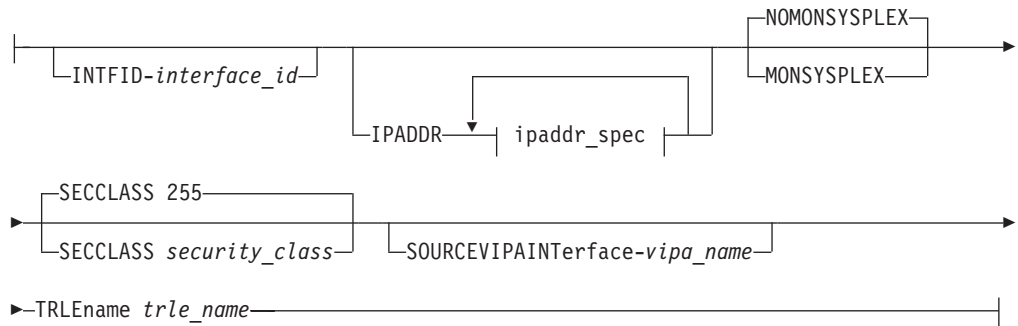 NOMONSYSPLEX
INTFID-interface_id MONSYSPLEX
IPADDR ipaddr_spec
SECCLASS 255
SECCLASS security_class SOURCEVIPAINTerface-vipa_name
TRLEname trle_name